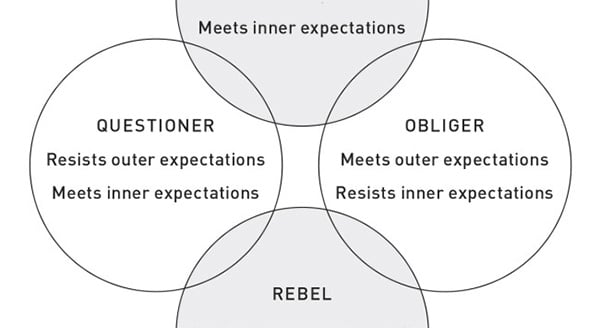 Meets inner expectations
QUESTIONER
Resists outer expectations
Meets inner expectations
OBLIGER
Meets outer expectations
Resists inner expectations
REBEL